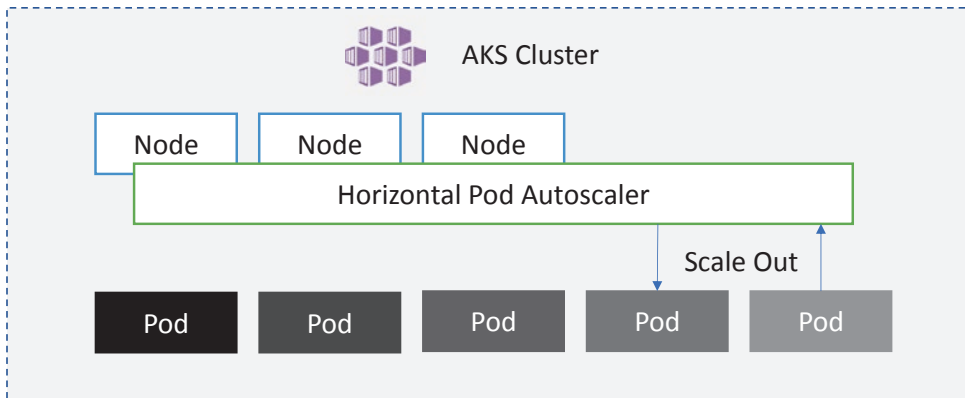 AKS Cluster
Node Node Node
Horizontal Pod Autoscaler
Scale Out
Pod Pod Pod Pod Pod